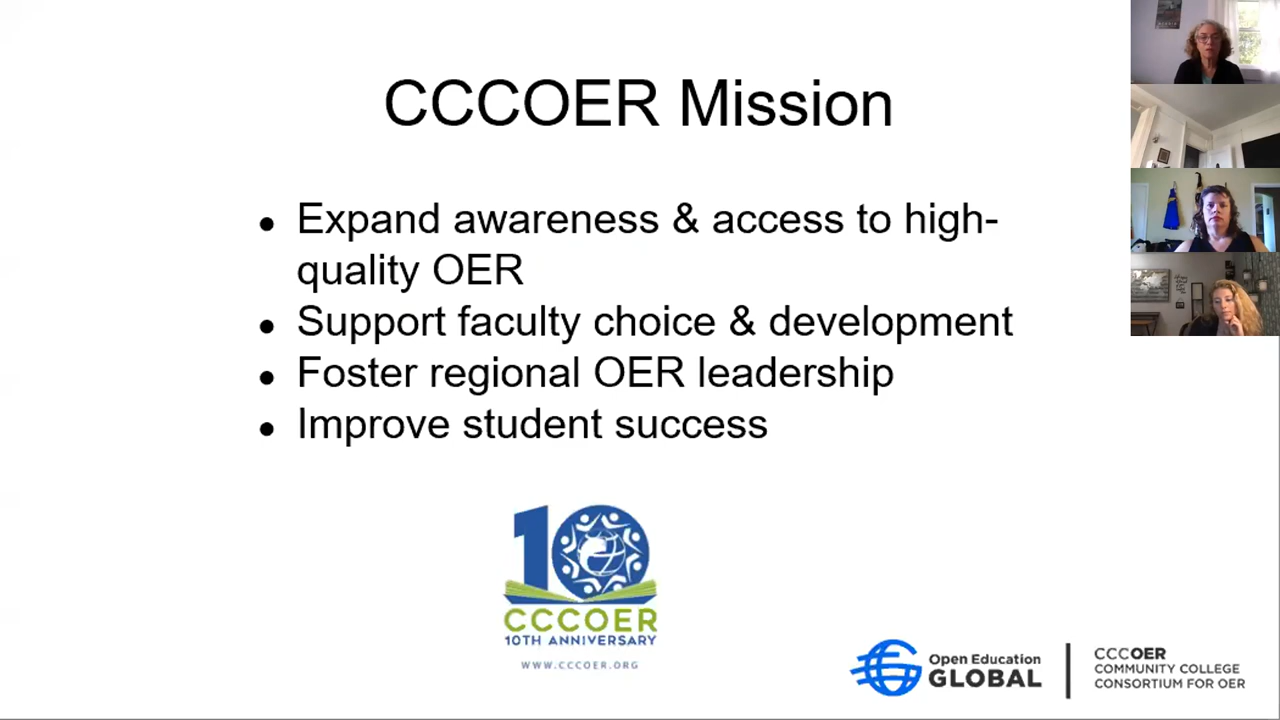 CCCOER Mission
● Expand awareness & access to high-
quality OER
● Support faculty choice & development
● Foster regional OER leadership
● Improve student success
10
CCCOER
10TH ANNIVERSARY
WWW.CCCOER.ORG
Open Education
GLOBAL
CCCOER
COMMUNITY COLLEGE
CONSORTIUM FOR OER